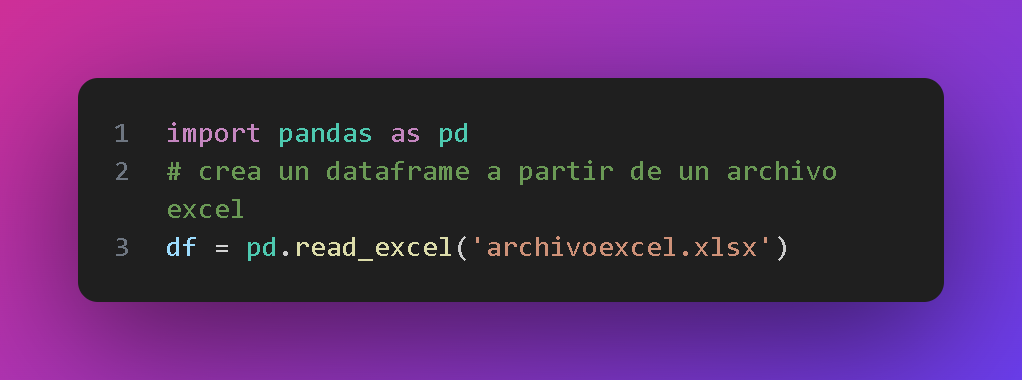 1 import pandas as pd
2 # crea un dataframe a partir de un archivo
excel
3 df = pd.read_excel('archivoexcel.xlsx')